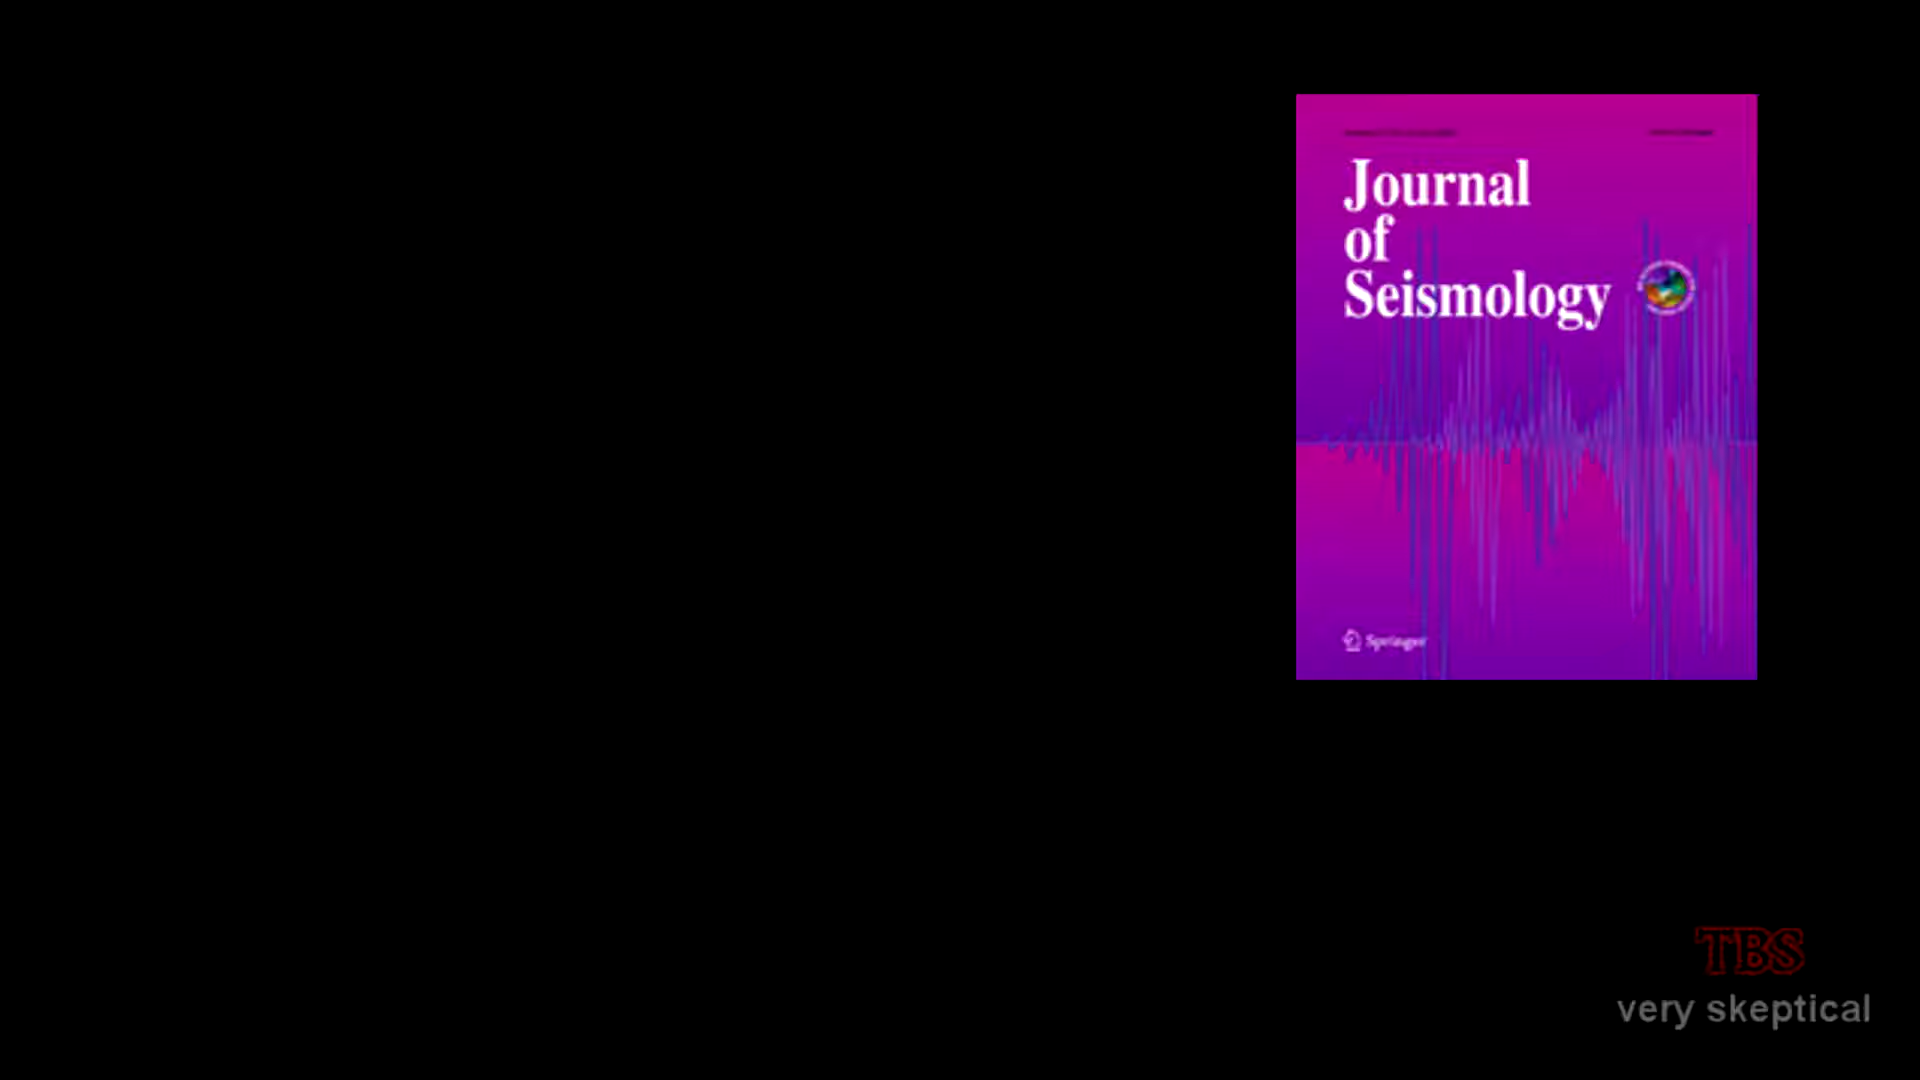 Journal
of
Seismology
Springer
TBS
very skeptical